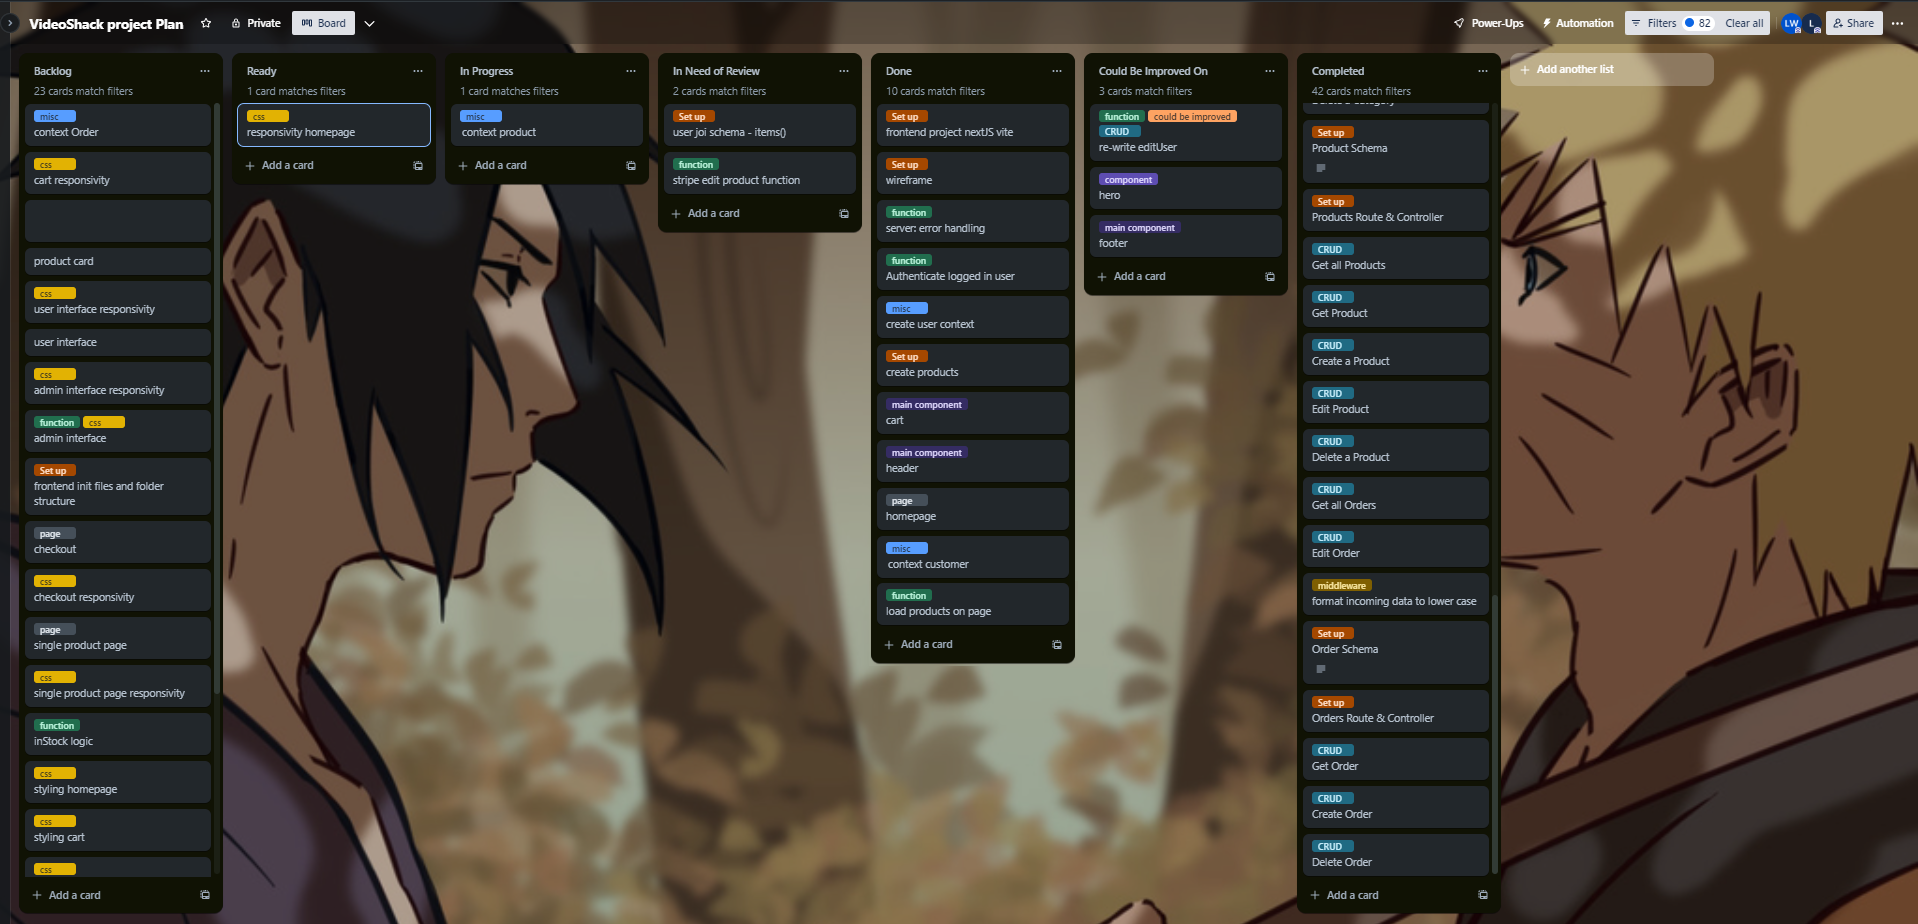 VideoShack project Plan
Private
Board
Power-Ups
Automation
Filters
82
Clear all
LW
L
Share
Backlog
23 cards match filters
misc
context Order
css
cart responsivity
product card
css
user interface responsivity
user interface
css
admin interface responsivity
function css
admin interface
Set up
frontend init files and folder
structure
page
checkout
css
checkout responsivity
page
single product page
css
single product page responsivity
function
inStock logic
css
styling homepage
css
styling cart
css
Add a card
Ready
1 card matches filters
css
responsivity homepage
Add a card
In Progress
1 card matches filters
misc
context product
Add a card
In Need of Review
2 cards match filters
Set up
user joi schema - items()
function
stripe edit product function
Add a card
Done
10 cards match filters
Set up
frontend project nextJS vite
Set up
wireframe
function
server: error handling
function
Authenticate logged in user
misc
create user context
Set up
create products
main component
cart
main component
header
page
homepage
misc
context customer
function
load products on page
Add a card
Could Be Improved On
3 cards match filters
function could be improved
CRUD
re-write editUser
component
hero
main component
footer
Add a card
Completed
42 cards match filters
Delete a Category
Set up
Product Schema
Set up
Products Route & Controller
CRUD
Get all Products
CRUD
Get Product
CRUD
Create a Product
CRUD
Edit Product
CRUD
Delete a Product
CRUD
Get all Orders
CRUD
Edit Order
middleware
format incoming data to lower case
Set up
Order Schema
Set up
Orders Route & Controller
CRUD
Get Order
CRUD
Create Order
CRUD
Delete Order
Add a card
Add another list